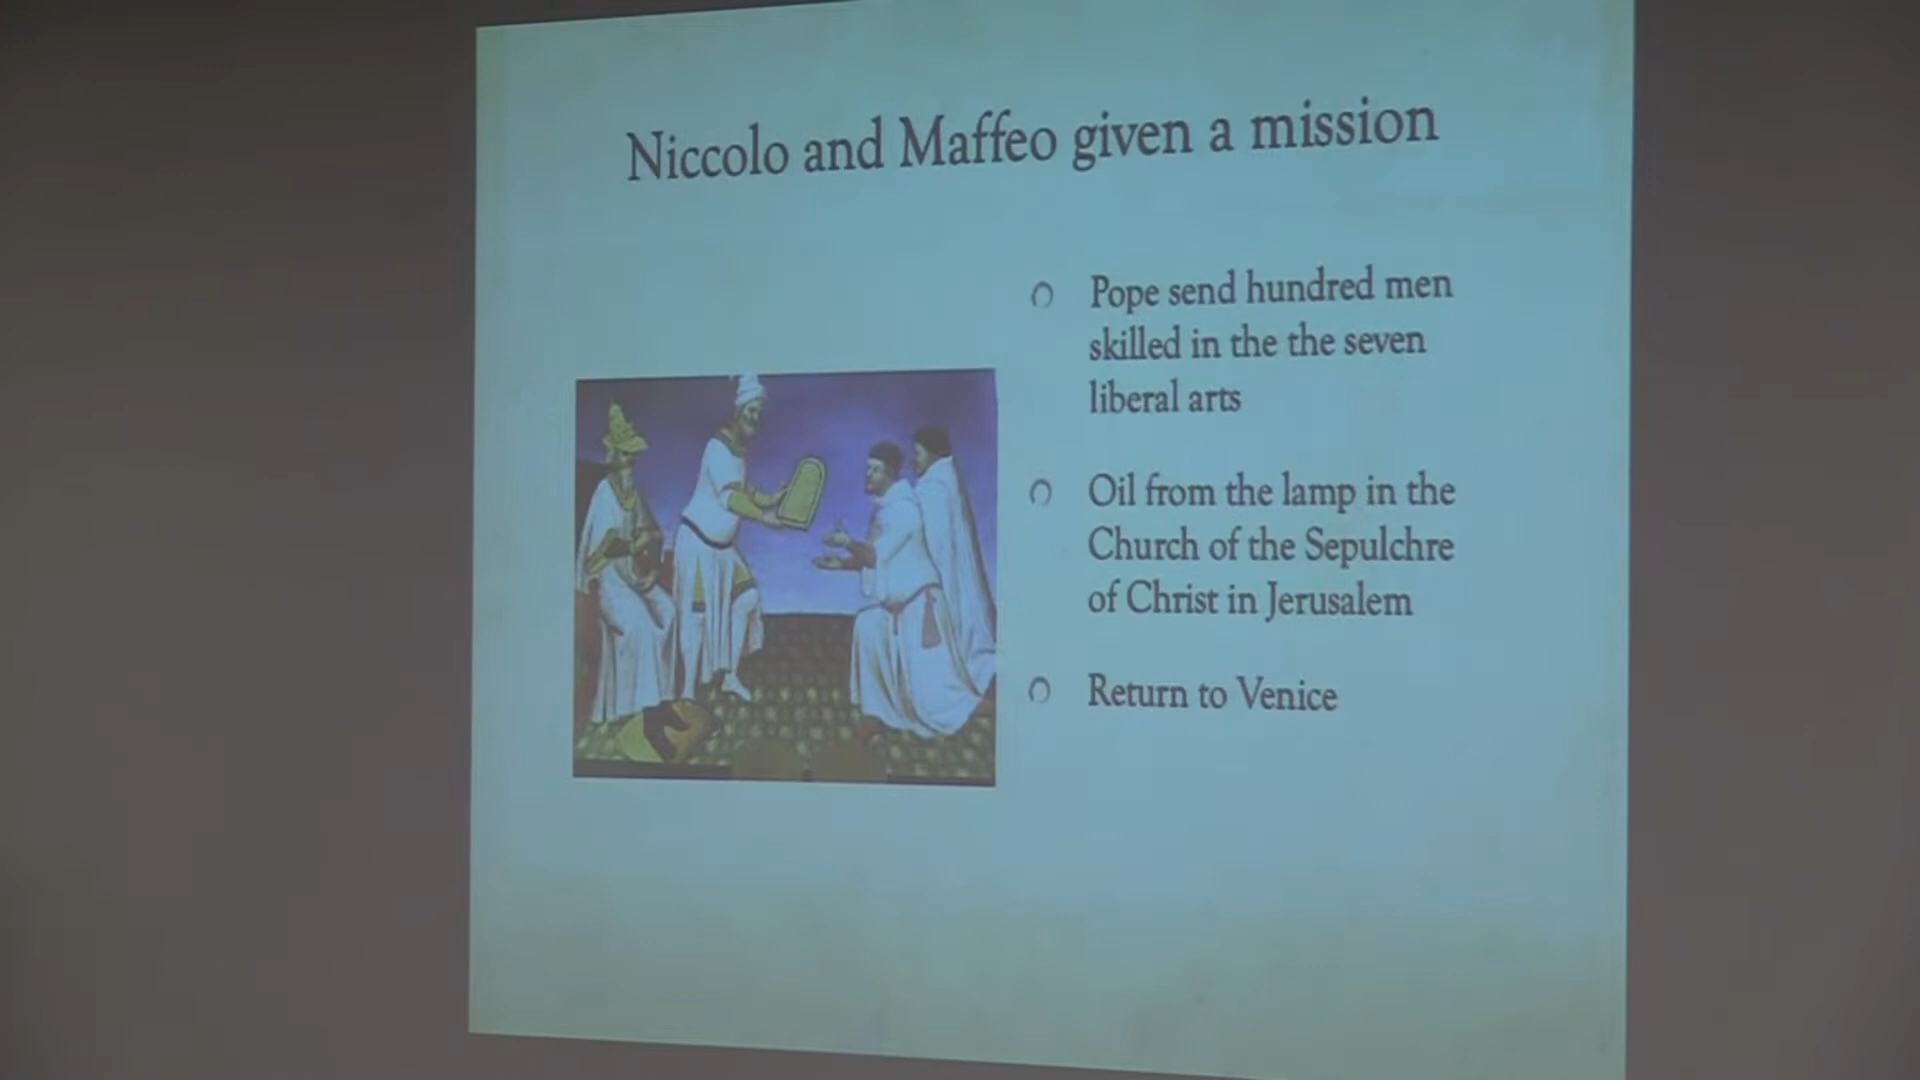 Niccolo and Maffeo given a mission
Pope send hundred men
skilled in the the seven
liberal arts
Oil from the lamp in the
Church of the Sepulchre
of Christ in Jerusalem
Return to Venice